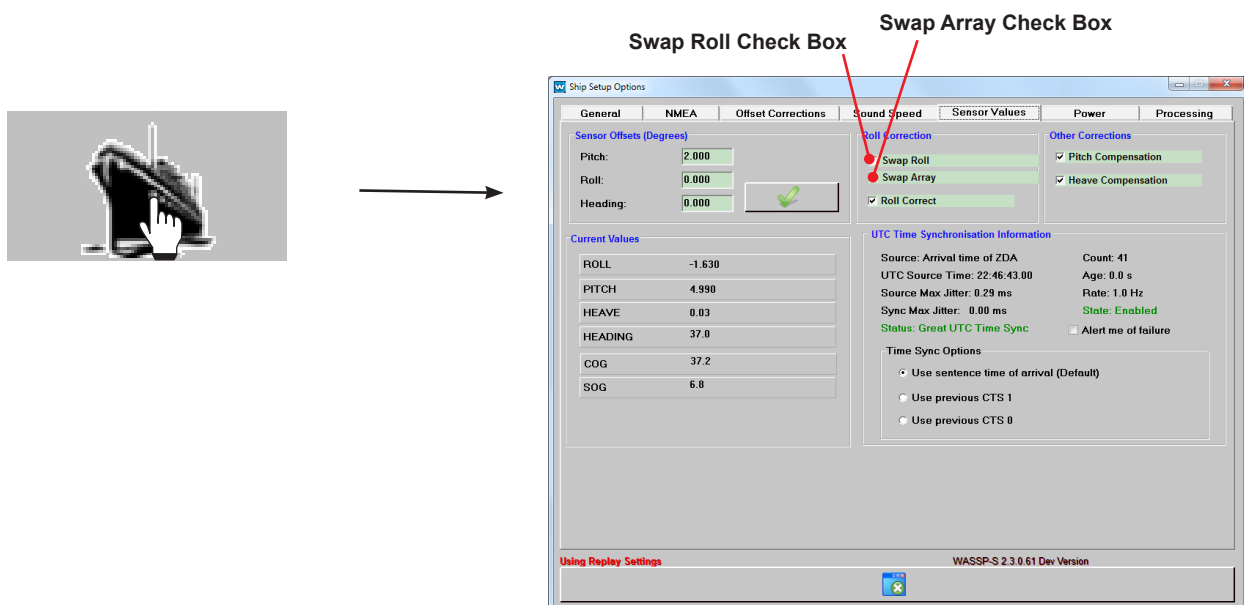 Swap Array Check Box
Swap Roll Check Box
Ship Setup Options
General NMEA Offset Corrections Sound Speed Sensor Values Power Processing
Sensor Offsets (Degrees)
Pitch: 2.000
Roll: 0.000
Heading: 0.000
Roll Correction
Swap Roll
Swap Array
Roll Correct
Other Corrections
Pitch Compensation
Heave Compensation
Current Values
ROLL -1.630
PITCH 4.990
HEAVE 0.03
HEADING 37.0
COG 37.2
SOG 6.8
UTC Time Synchronisation Information
Source: Arrival time of ZDA Count: 41
UTC Source Time: 22:46:43.00 Age: 0.0 s
Source Max Jitter: 0.29 ms Rate: 1.0 Hz
Sync Max Jitter: 0.00 ms State: Enabled
Status: Great UTC Time Sync Alert me of failure
Time Sync Options
Use sentence time of arrival (Default)
Use previous CTS 1
Use previous CTS 0
Using Replay Settings WASSP-S 2.3.0.61 Dev Version